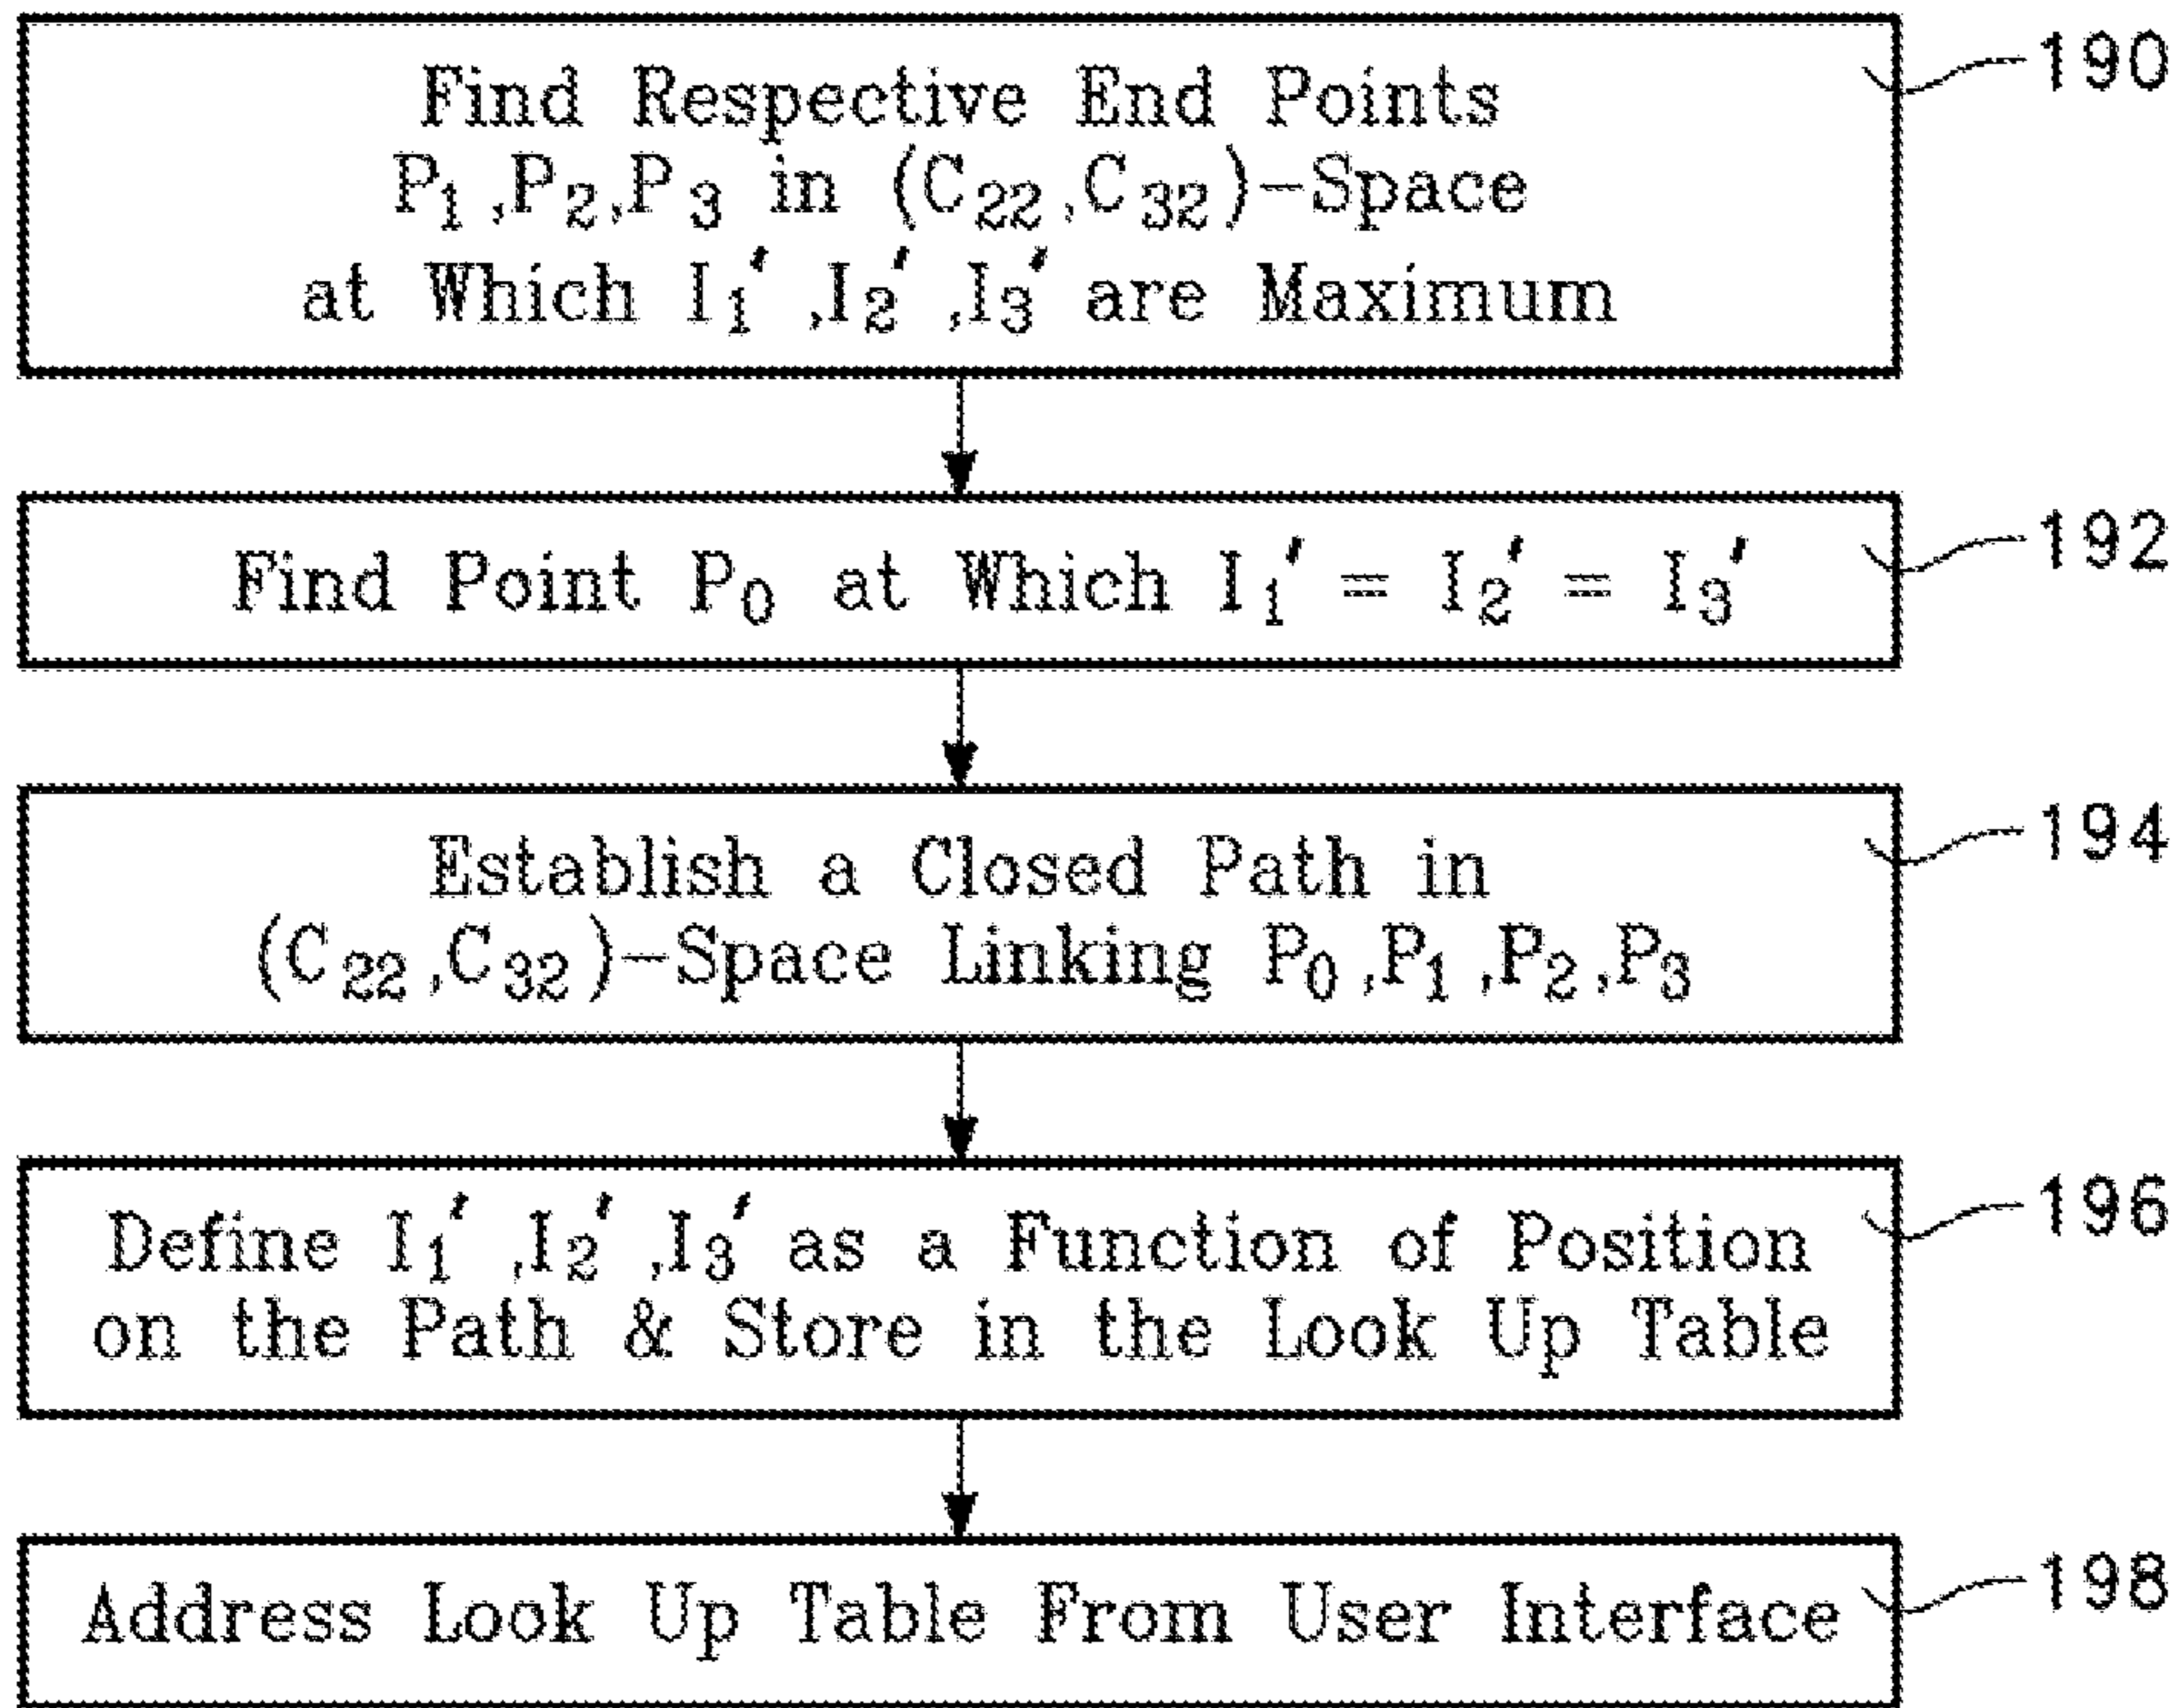 Find Respective End Points
P₁,P₂,P₃ in (C₂₂,C₃₂)-Space
at Which I₁',I₂',I₃' are Maximum
190
Find Point P₀ at Which I₁' = I₂' = I₃'
192
Establish a Closed Path in
(C₂₂,C₃₂)-Space Linking P₀,P₁,P₂,P₃
194
Define I₁',I₂',I₃' as a Function of Position
on the Path & Store in the Look Up Table
196
Address Look Up Table From User Interface
198